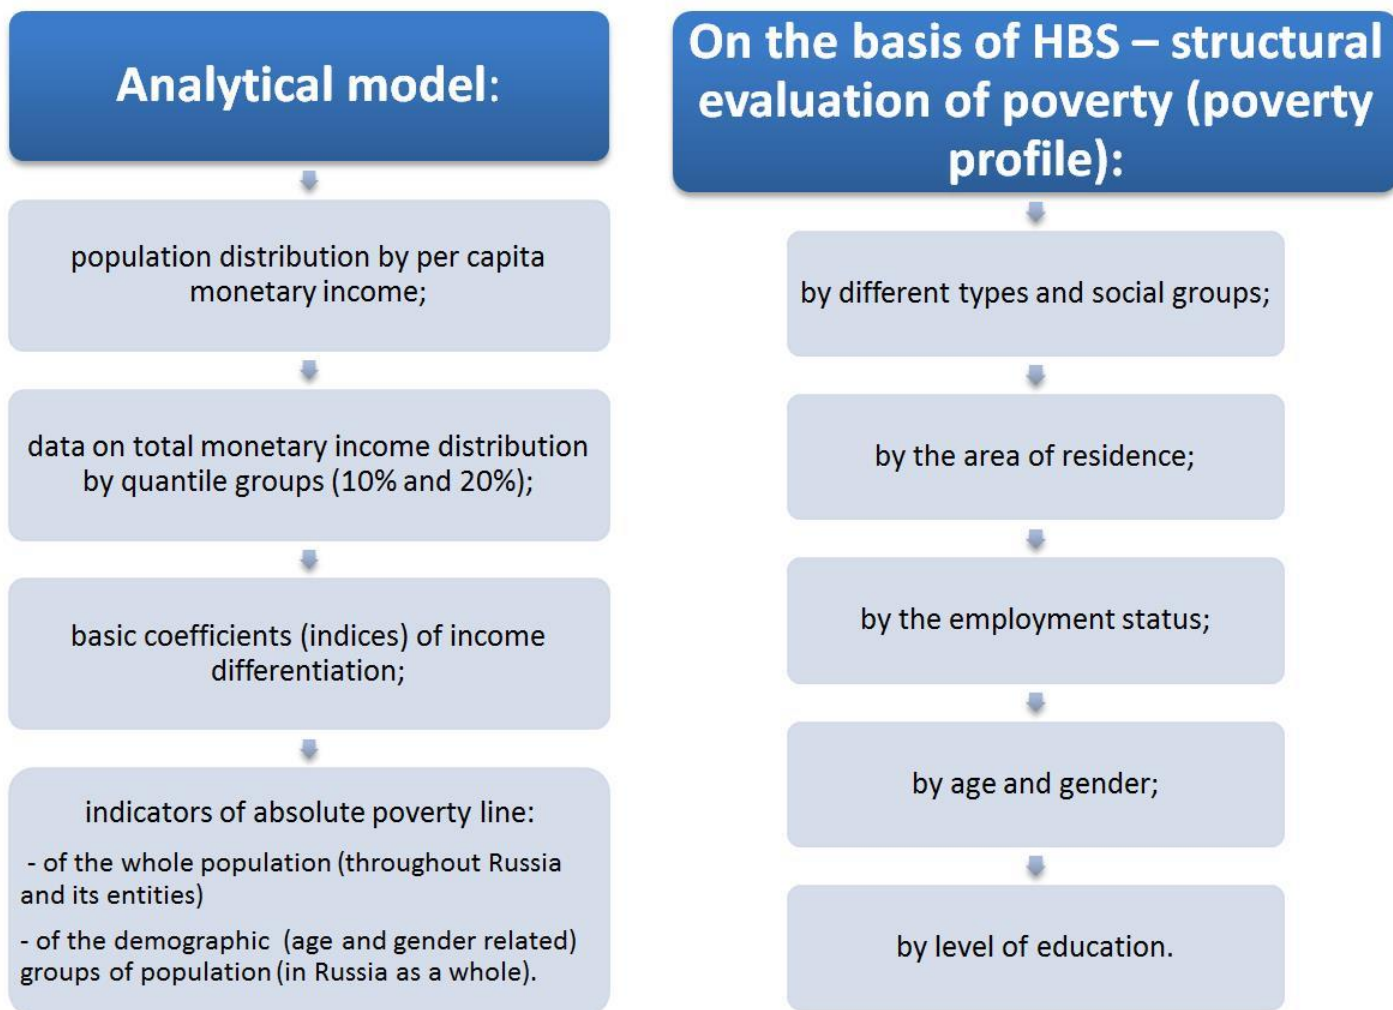 Analytical model:
population distribution by per capita
monetary income;
data on total monetary income distribution
by quantile groups (10% and 20%);
basic coefficients (indices) of income
differentiation;
indicators of absolute poverty line:
- of the whole population (throughout Russia
and its entities)
- of the demographic (age and gender related)
groups of population (in Russia as a whole).
On the basis of HBS – structural
evaluation of poverty (poverty
profile):
by different types and social groups;
by the area of residence;
by the employment status;
by age and gender;
by level of education.